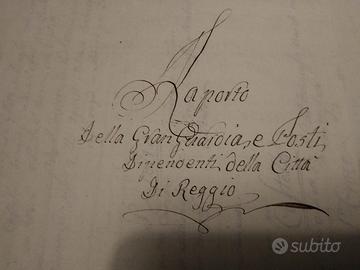 Raporto
Della Gran Guardia, e Posti
Dipendenti della Città
Di Reggio
subito